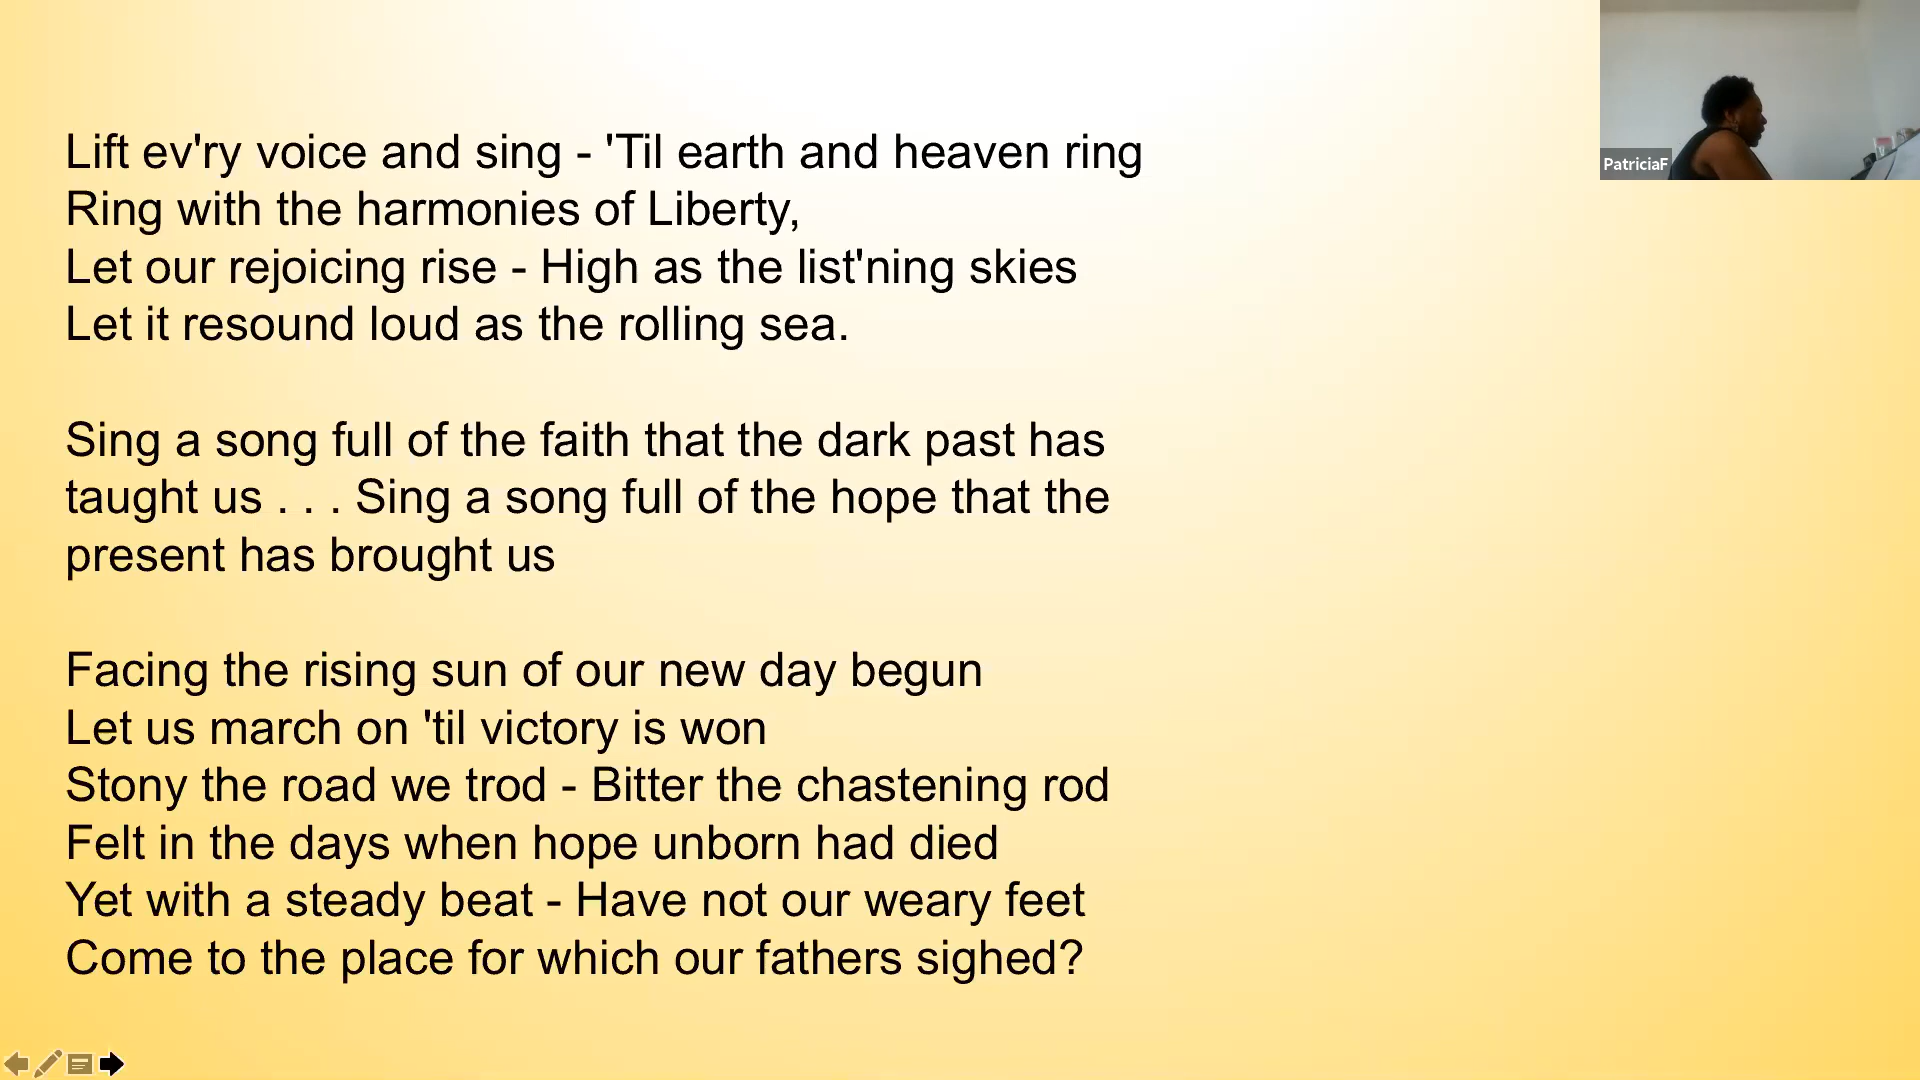 Lift ev'ry voice and sing - 'Til earth and heaven ring
Ring with the harmonies of Liberty,
Let our rejoicing rise - High as the list'ning skies
Let it resound loud as the rolling sea.
Sing a song full of the faith that the dark past has
taught us . . . Sing a song full of the hope that the
present has brought us
Facing the rising sun of our new day begun
Let us march on 'til victory is won
Stony the road we trod - Bitter the chastening rod
Felt in the days when hope unborn had died
Yet with a steady beat - Have not our weary feet
Come to the place for which our fathers sighed?
PatriciaF